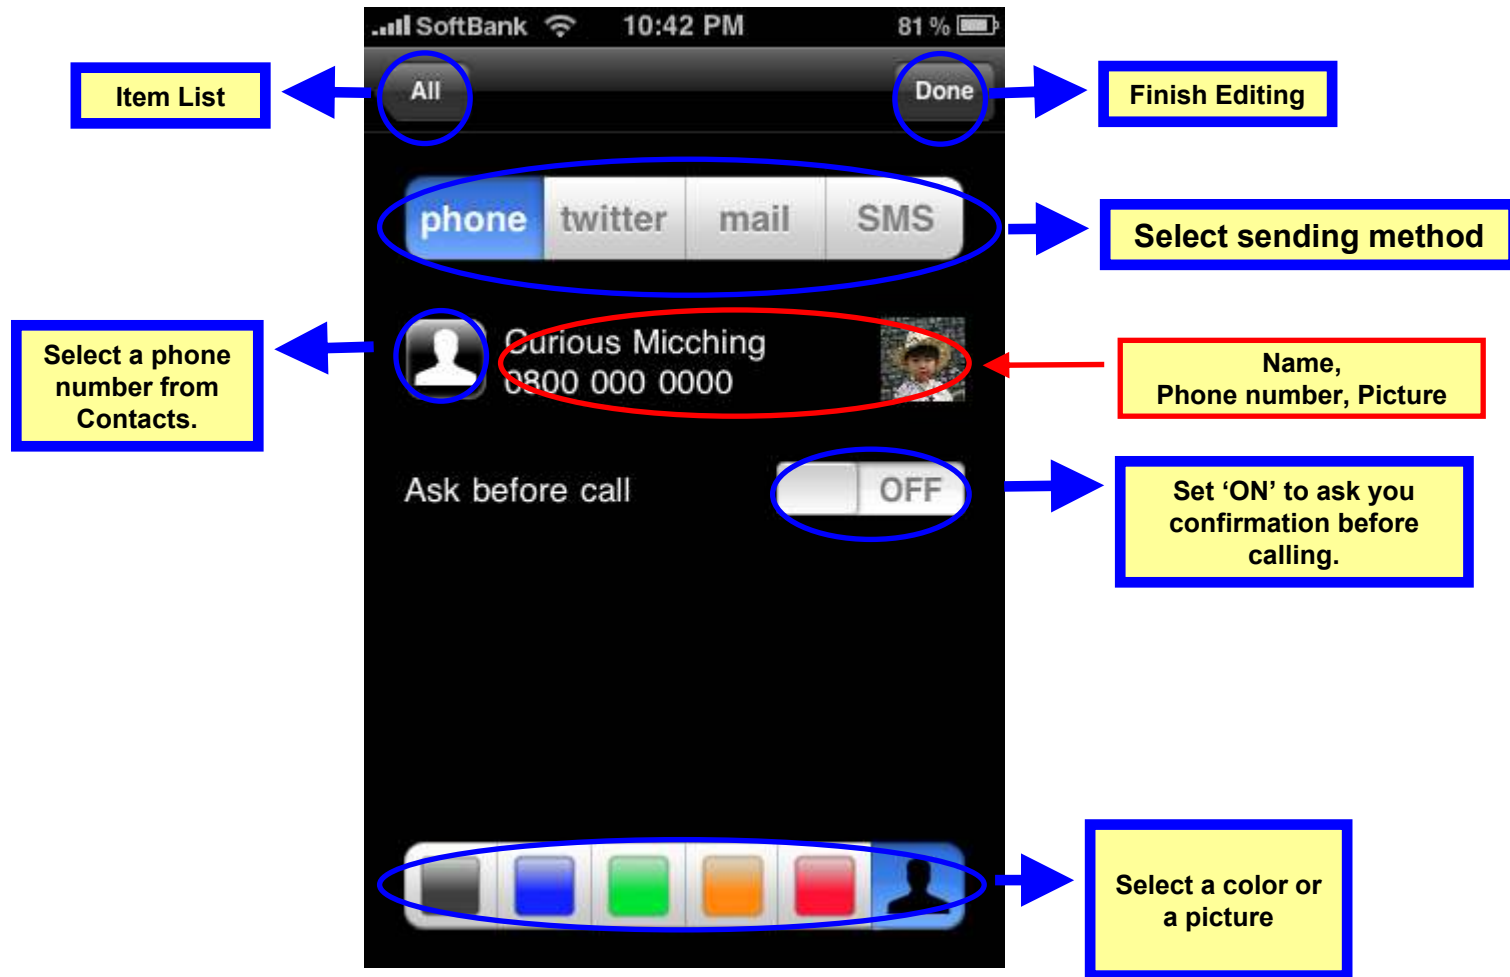 SoftBank 10:42 PM 81 %
Item List
All
Done
Finish Editing
phone twitter mail SMS
Select sending method
Select a phone
number from
Contacts.
Curious Micching
0800 000 0000
Name,
Phone number, Picture
Ask before call
OFF
Set ‘ON’ to ask you
confirmation before
calling.
Select a color or
a picture